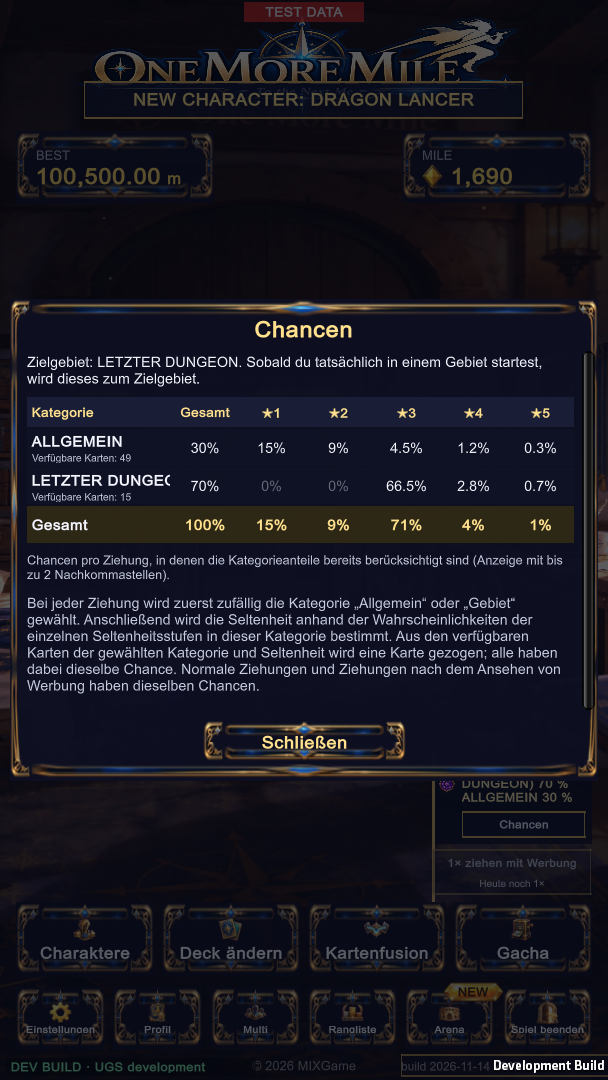 TEST DATA
ONE MORE MILE
NEW CHARACTER: DRAGON LANCER
BEST
100,500.00 m
MILE
1,690
Chancen
Zielgebiet: LETZTER DUNGEON. Sobald du tatsächlich in einem Gebiet startest,
wird dieses zum Zielgebiet.
Kategorie Gesamt ★1 ★2 ★3 ★4 ★5
ALLGEMEIN
Verfügbare Karten: 49
30% 15% 9% 4.5% 1.2% 0.3%
LETZTER DUNGEO
Verfügbare Karten: 15
70% 0% 0% 66.5% 2.8% 0.7%
Gesamt 100% 15% 9% 71% 4% 1%
Chancen pro Ziehung, in denen die Kategorieanteile bereits berücksichtigt sind (Anzeige mit bis
zu 2 Nachkommastellen).
Bei jeder Ziehung wird zuerst zufällig die Kategorie „Allgemein“ oder „Gebiet“
gewählt. Anschließend wird die Seltenheit anhand der Wahrscheinlichkeiten der
einzelnen Seltenheitsstufen in dieser Kategorie bestimmt. Aus den verfügbaren
Karten der gewählten Kategorie und Seltenheit wird eine Karte gezogen; alle haben
dabei dieselbe Chance. Normale Ziehungen und Ziehungen nach dem Ansehen von
Werbung haben dieselben Chancen.
Schließen
DUNGEON) 70 %
ALLGEMEIN 30 %
Chancen
1× ziehen mit Werbung
Heute noch 1×
Charaktere
Deck ändern
Kartenfusion
Gacha
NEW
Einstellungen
Profil
Multi
Rangliste
Arena
Spiel beenden
DEV BUILD · UGS development
© 2026 MIXGame
build 2026-11-14
Development Build